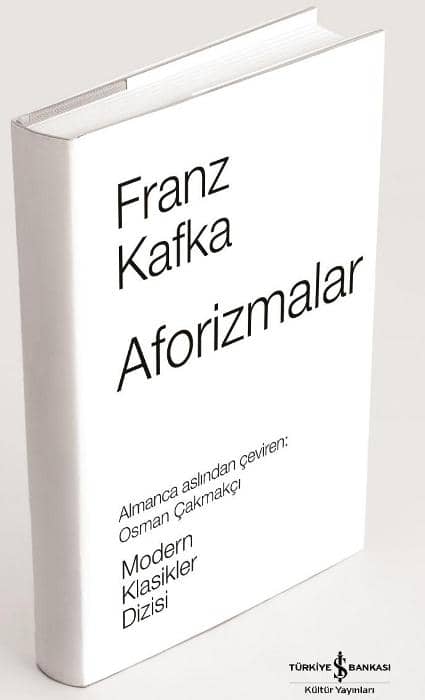 Franz
Kafka
Aforizmalar
Almanca aslından çeviren:
Osman Çakmakçı
Modern
Klasikler
Dizisi
TÜRKİYE İŞ BANKASI
Kültür Yayınları